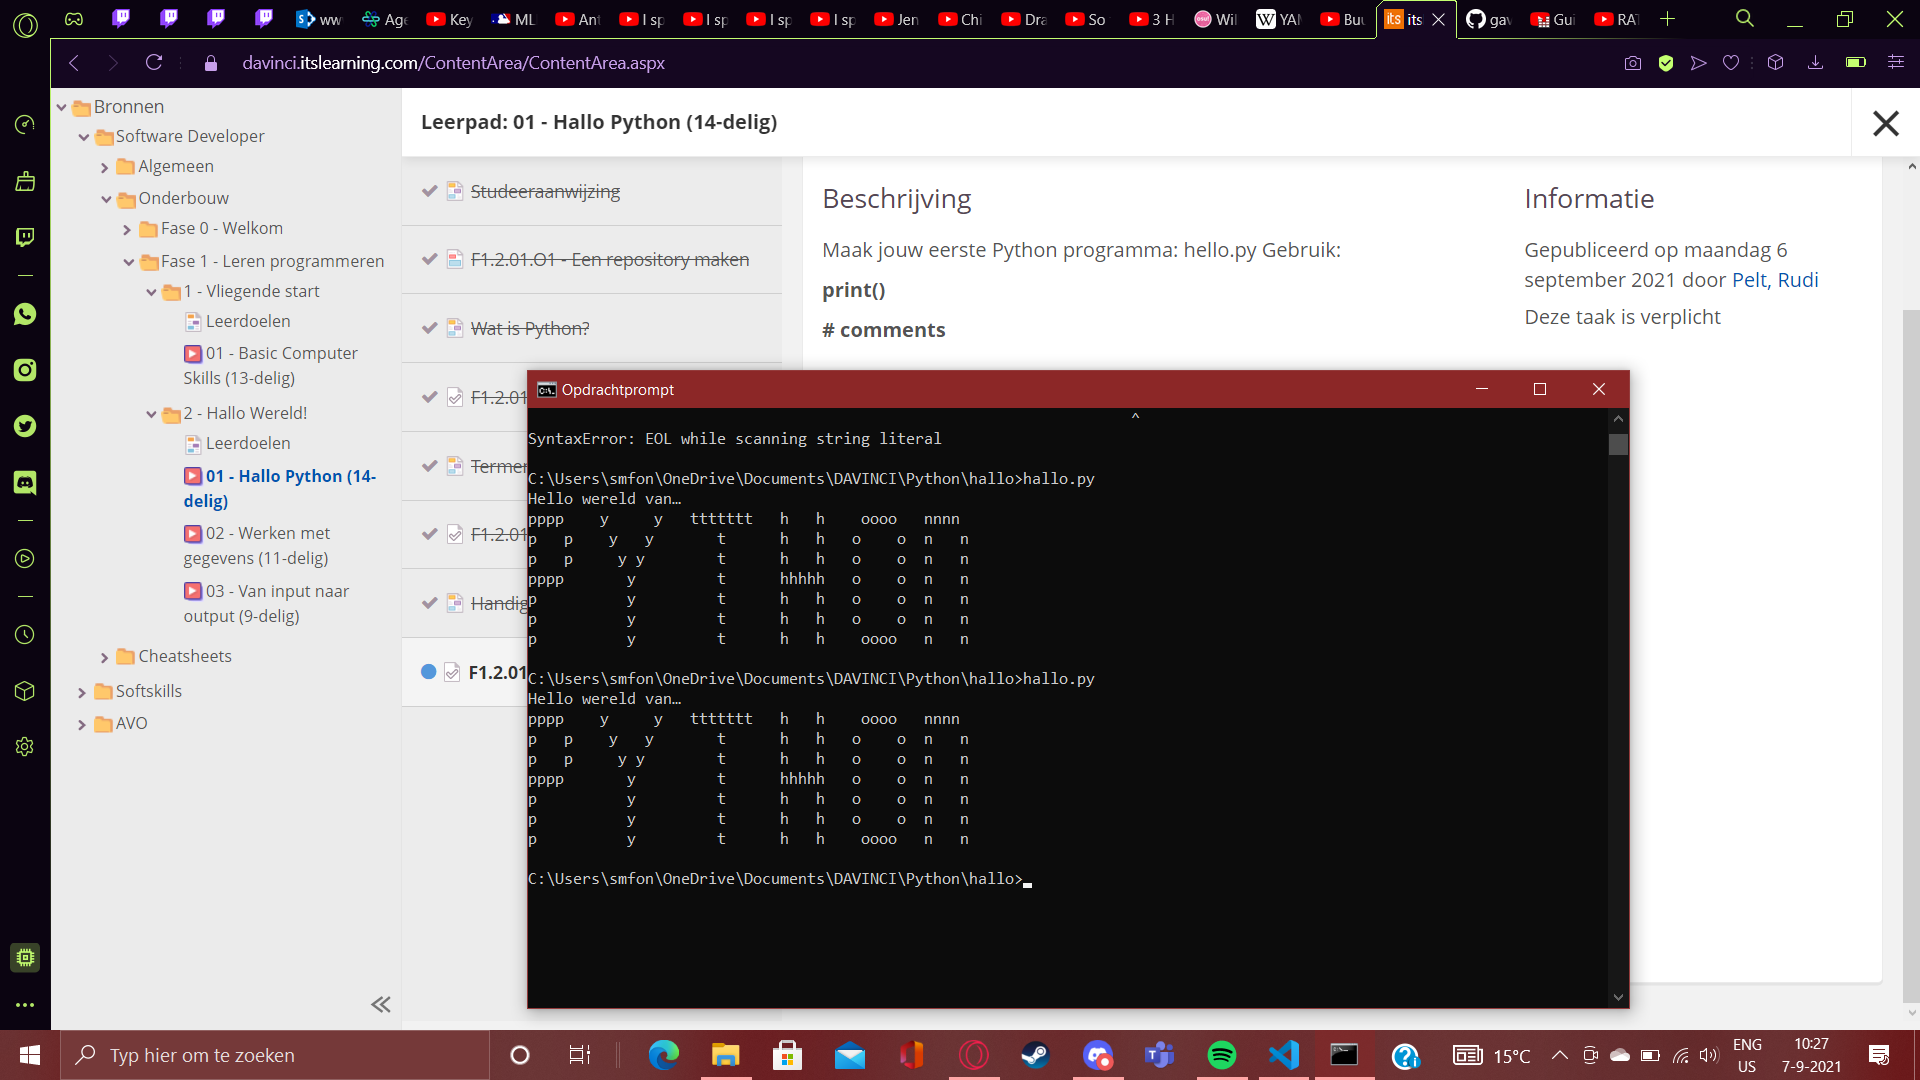 www
Age
Key
ML
Ant
I sp
I sp
I sp
I sp
Jen
Chi
Dra
So
3 H
Wil
YAM
Buu
its
gav
Gui
RAT
davinci.itslearning.com/ContentArea/ContentArea.aspx
Bronnen
Software Developer
Algemeen
Onderbouw
Fase 0 - Welkom
Fase 1 - Leren programmeren
1 - Vliegende start
Leerdoelen
01 - Basic Computer
Skills (13-delig)
2 - Hallo Wereld!
Leerdoelen
01 - Hallo Python (14-
delig)
02 - Werken met
gegevens (11-delig)
03 - Van input naar
output (9-delig)
Cheatsheets
Softskills
AVO
Leerpad: 01 - Hallo Python (14-delig)
Studeeraanwijzing
F1.2.01.O1 - Een repository maken
Wat is Python?
F1.2.01
Termen
F1.2.01
Handig
F1.2.01
Beschrijving
Maak jouw eerste Python programma: hello.py Gebruik:
print()
# comments
Informatie
Gepubliceerd op maandag 6
september 2021 door Pelt, Rudi
Deze taak is verplicht
Opdrachtprompt
^
SyntaxError: EOL while scanning string literal
C:\Users\smfon\OneDrive\Documents\DAVINCI\Python\hallo>hallo.py
Hello wereld van…
pppp    y     y   ttttttt   h   h    oooo   nnnn
p   p    y   y       t      h   h   o    o  n   n
p   p     y y        t      h   h   o    o  n   n
pppp       y         t      hhhhh   o    o  n   n
p          y         t      h   h   o    o  n   n
p          y         t      h   h   o    o  n   n
p          y         t      h   h    oooo   n   n
C:\Users\smfon\OneDrive\Documents\DAVINCI\Python\hallo>hallo.py
Hello wereld van…
pppp    y     y   ttttttt   h   h    oooo   nnnn
p   p    y   y       t      h   h   o    o  n   n
p   p     y y        t      h   h   o    o  n   n
pppp       y         t      hhhhh   o    o  n   n
p          y         t      h   h   o    o  n   n
p          y         t      h   h   o    o  n   n
p          y         t      h   h    oooo   n   n
C:\Users\smfon\OneDrive\Documents\DAVINCI\Python\hallo>
Typ hier om te zoeken
15°C
ENG
US
10:27
7-9-2021